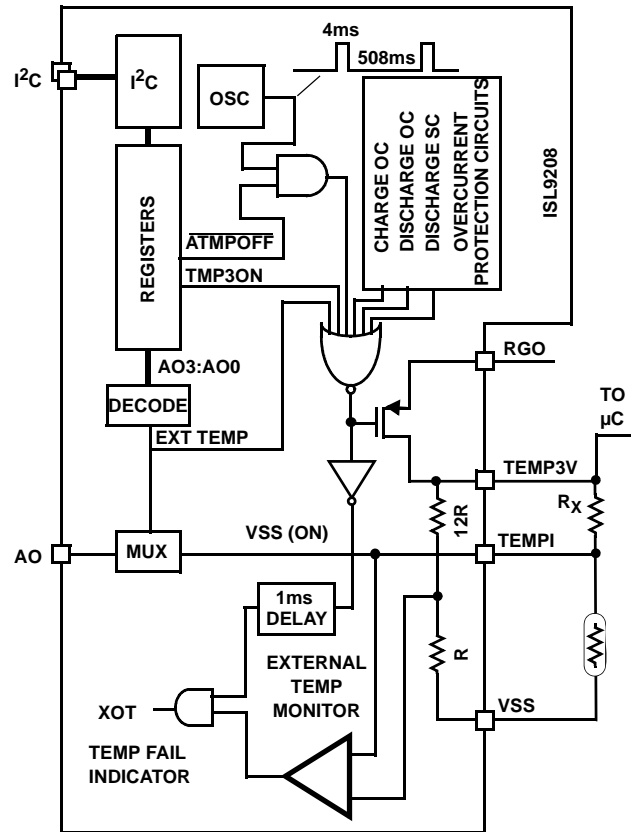 4ms
508ms
I²C
I²C
OSC
CHARGE OC
DISCHARGE OC
DISCHARGE SC
OVERCURRENT
PROTECTION CIRCUITS
ISL9208
REGISTERS
ATMPOFF
TMP3ON
AO3:AO0
DECODE
EXT TEMP
RGO
TO
µC
TEMP3V
12R
RX
VSS (ON)
TEMPI
AO
MUX
1ms
DELAY
R
EXTERNAL
TEMP
MONITOR
VSS
XOT
TEMP FAIL
INDICATOR